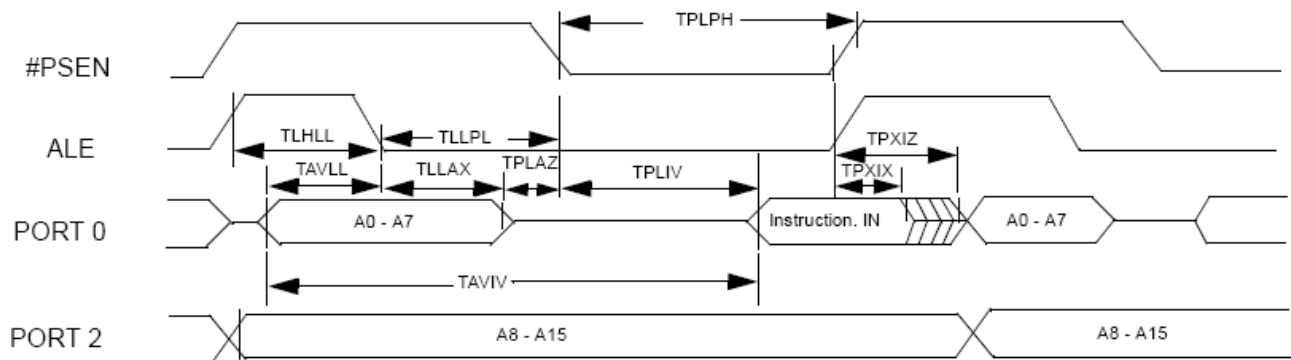 TPLPH
#PSEN
TLHLL
TLLPL
TPXIZ
ALE
TAVLL
TLLAX
TPLAZ
TPLIV
TPXIX
PORT 0
A0 - A7
Instruction. IN
A0 - A7
TAVIV
PORT 2
A8 - A15
A8 - A15